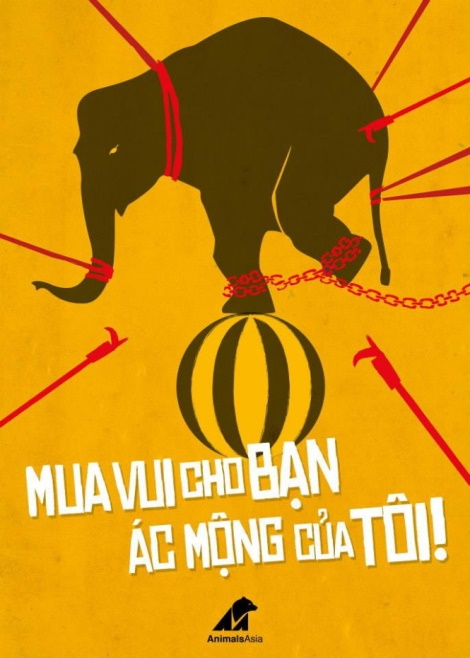 MUA VUI CHO BẠN
ÁC MỘNG CỦA TÔI!
AnimalsAsia